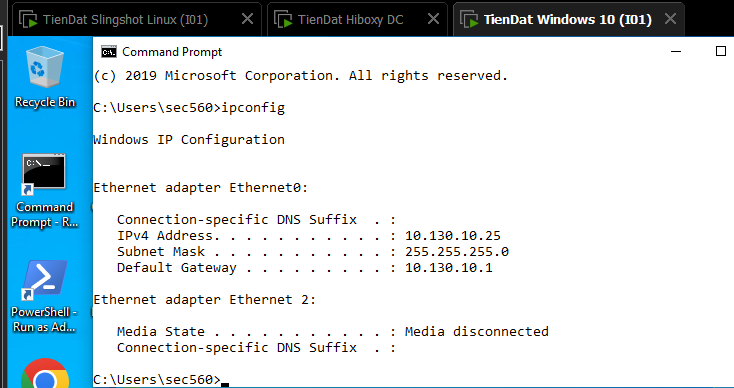 TienDat Slingshot Linux (I01)
TienDat Hiboxy DC
TienDat Windows 10 (I01)
Command Prompt
(c) 2019 Microsoft Corporation. All rights reserved.
Recycle Bin
C:\Users\sec560>ipconfig
Windows IP Configuration
Ethernet adapter Ethernet0:
Command
Prompt - R...
Connection-specific DNS Suffix  . :
IPv4 Address. . . . . . . . . . . : 10.130.10.25
Subnet Mask . . . . . . . . . . . : 255.255.255.0
Default Gateway . . . . . . . . . : 10.130.10.1
Ethernet adapter Ethernet 2:
PowerShell -
Run as Ad...
Media State . . . . . . . . . . . : Media disconnected
Connection-specific DNS Suffix  . :
C:\Users\sec560>